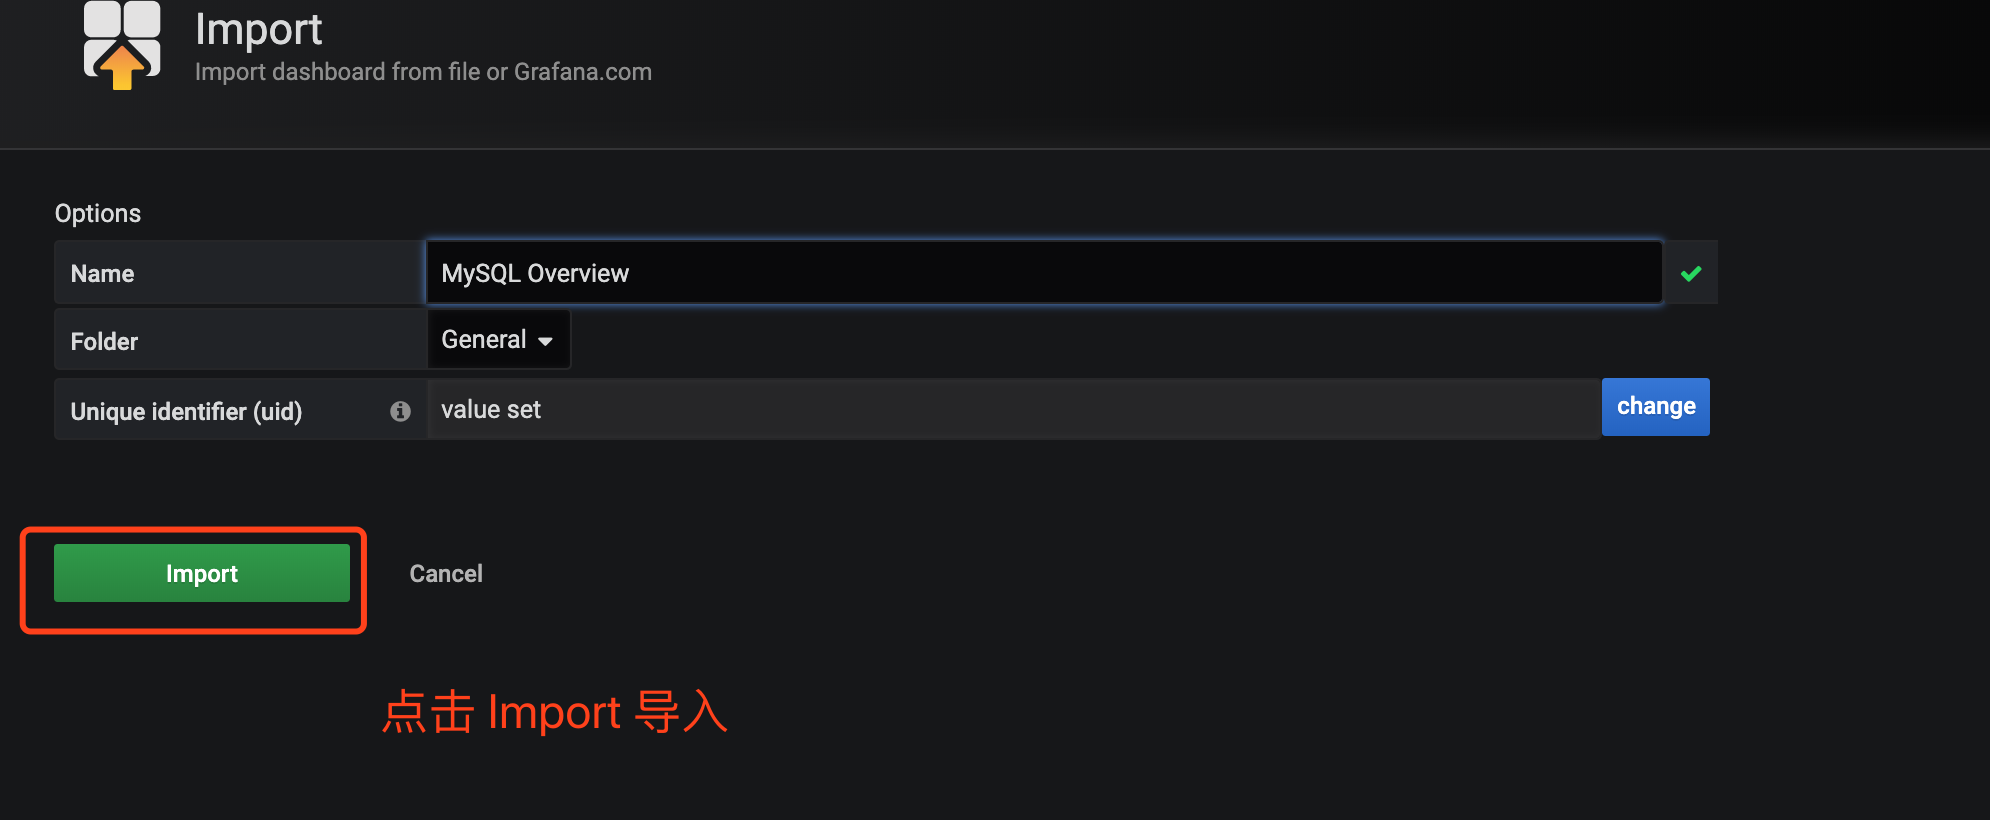 Import
Import dashboard from file or Grafana.com
Options
Name
MySQL Overview
Folder
General
Unique identifier (uid)
value set
change
Import
Cancel
点击 Import 导入